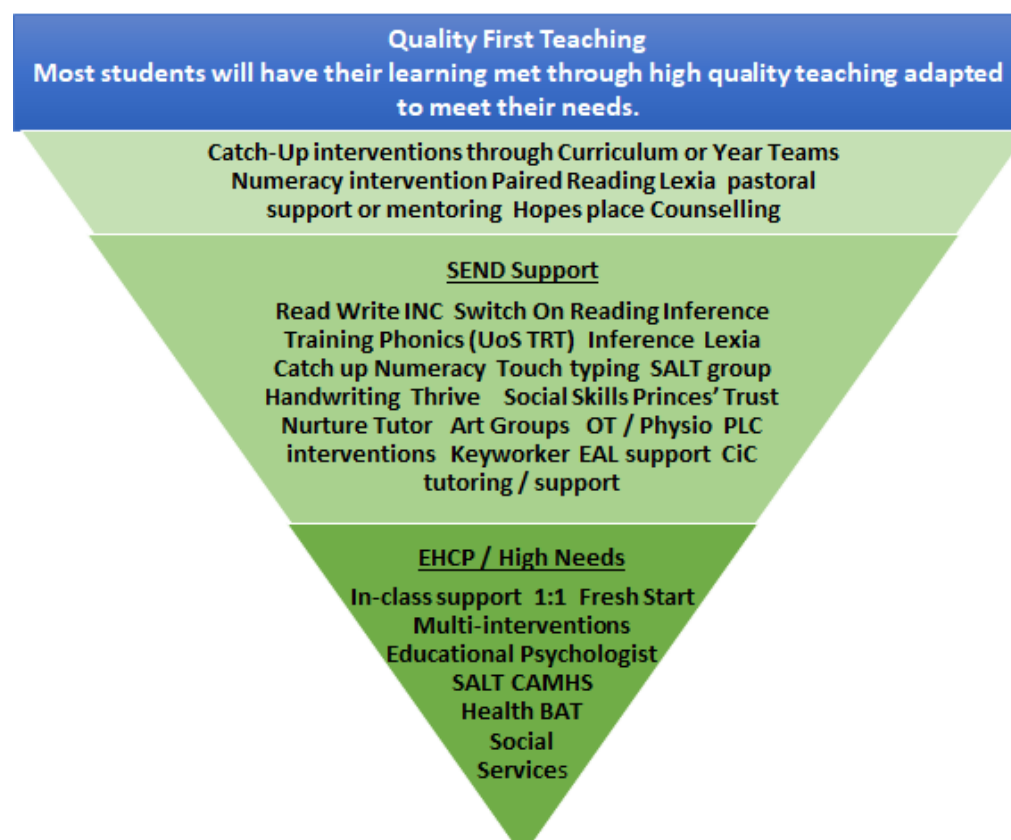 Quality First Teaching
Most students will have their learning met through high quality teaching adapted
to meet their needs.
Catch-Up interventions through Curriculum or Year Teams
Numeracy intervention Paired Reading Lexia pastoral
support or mentoring Hopes place Counselling
SEND Support
Read Write INC Switch On Reading Inference
Training Phonics (UoS TRT) Inference Lexia
Catch up Numeracy Touch typing SALT group
Handwriting Thrive Social Skills Princes’ Trust
Nurture Tutor Art Groups OT / Physio PLC
interventions Keyworker EAL support CiC
tutoring / support
EHCP / High Needs
In-class support 1:1 Fresh Start
Multi-interventions
Educational Psychologist
SALT CAMHS
Health BAT
Social
Services